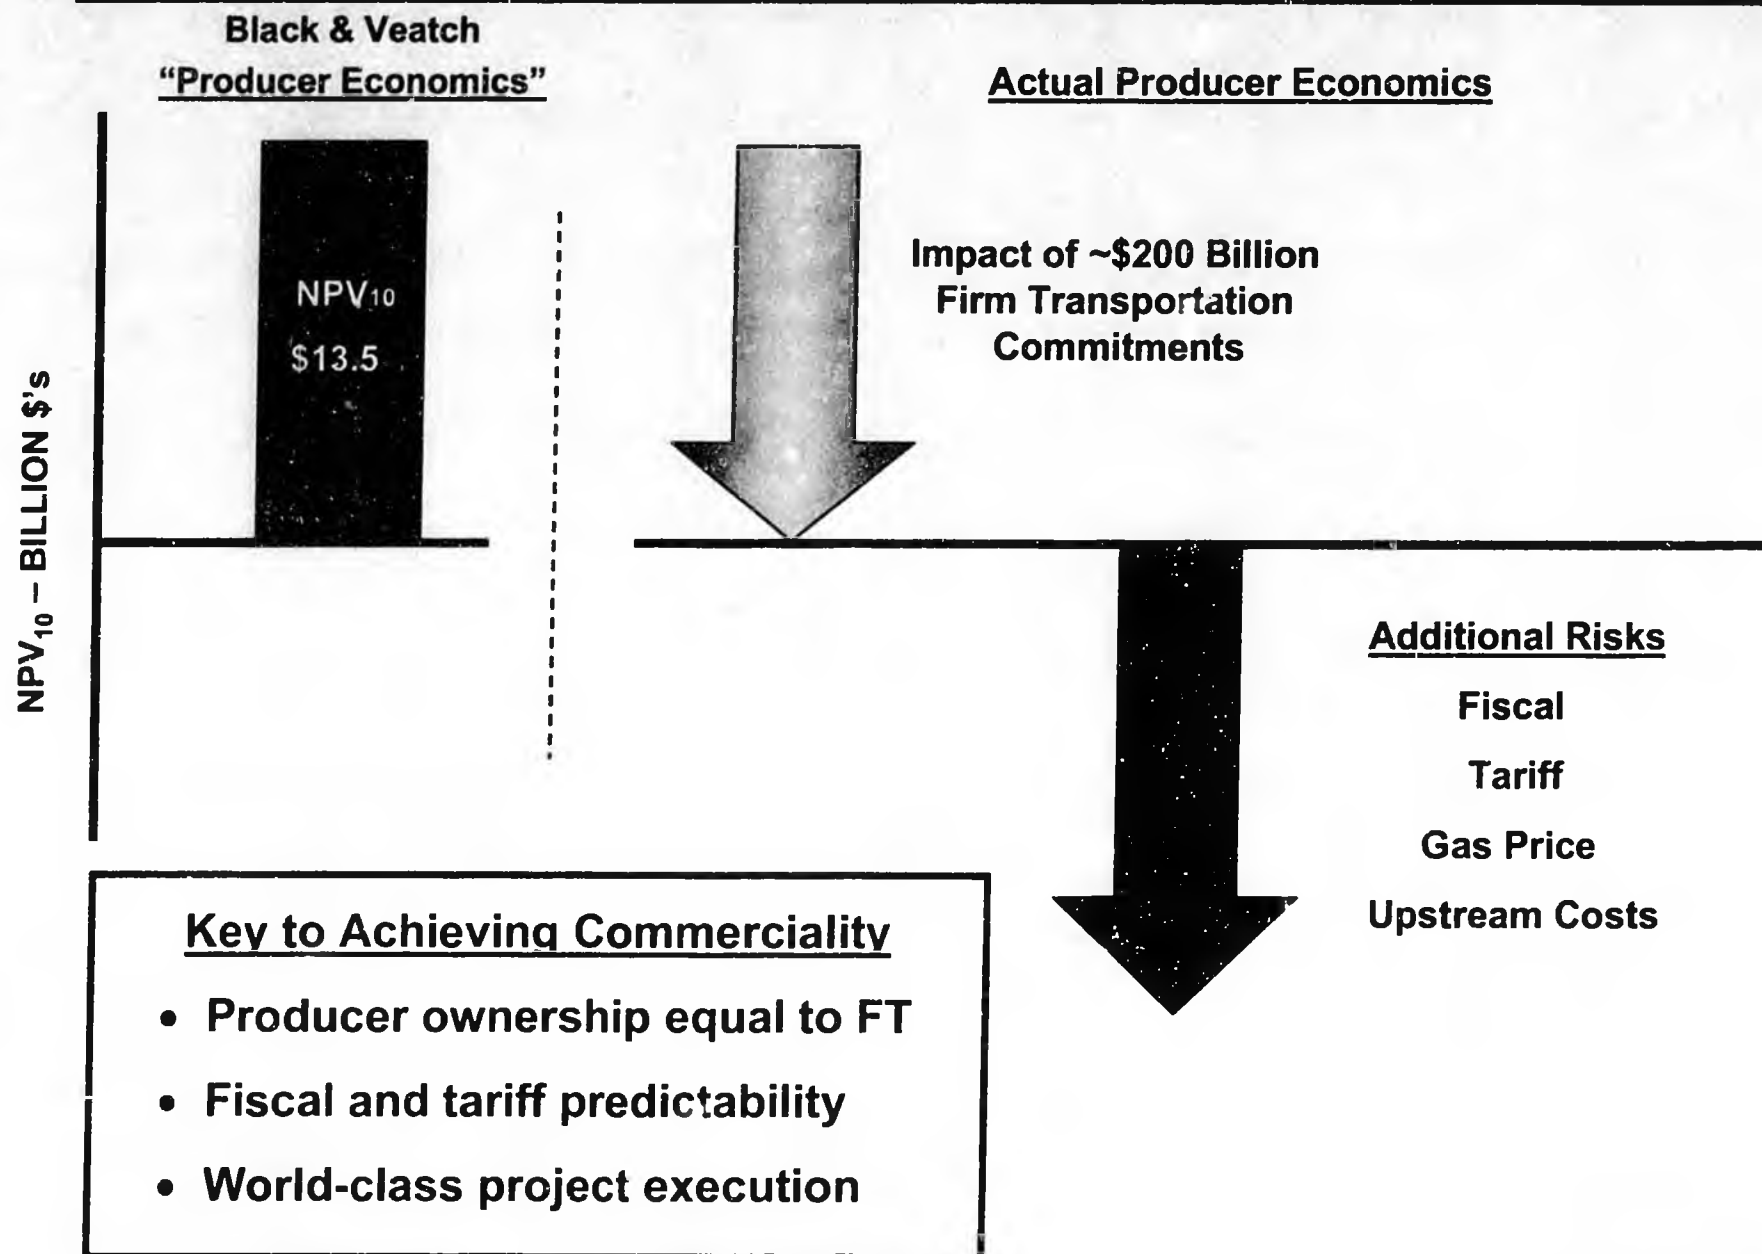 Black & Veatch
“Producer Economics”
Actual Producer Economics
NPV10
$13.5
Impact of ~$200 Billion
Firm Transportation
Commitments
NPV10 – BILLION $'s
Additional Risks
Fiscal
Tariff
Gas Price
Upstream Costs
Key to Achieving Commerciality
• Producer ownership equal to FT
• Fiscal and tariff predictability
• World-class project execution